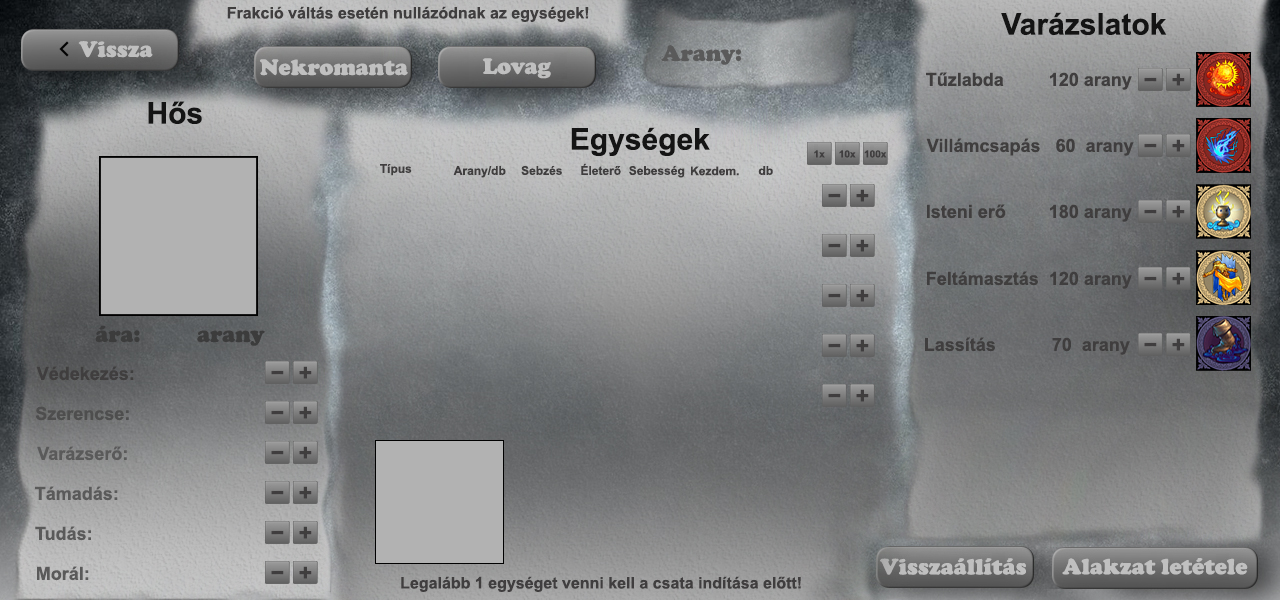 Frakció váltás esetén nullázódnak az egységek!
< Vissza
Nekromanta
Lovag
Arany:
Hős
ára: arany
Védekezés: - +
Szerencse: - +
Varázserő: - +
Támadás: - +
Tudás: - +
Morál: - +
Egységek
1x 10x 100x
Típus Arany/db Sebzés Életerő Sebesség Kezdem. db
- +
- +
- +
- +
- +
Legalább 1 egységet venni kell a csata indítása előtt!
Varázslatok
Tűzlabda 120 arany - +
Villámcsapás 60 arany - +
Isteni erő 180 arany - +
Feltámasztás 120 arany - +
Lassítás 70 arany - +
Visszaállítás
Alakzat letétele